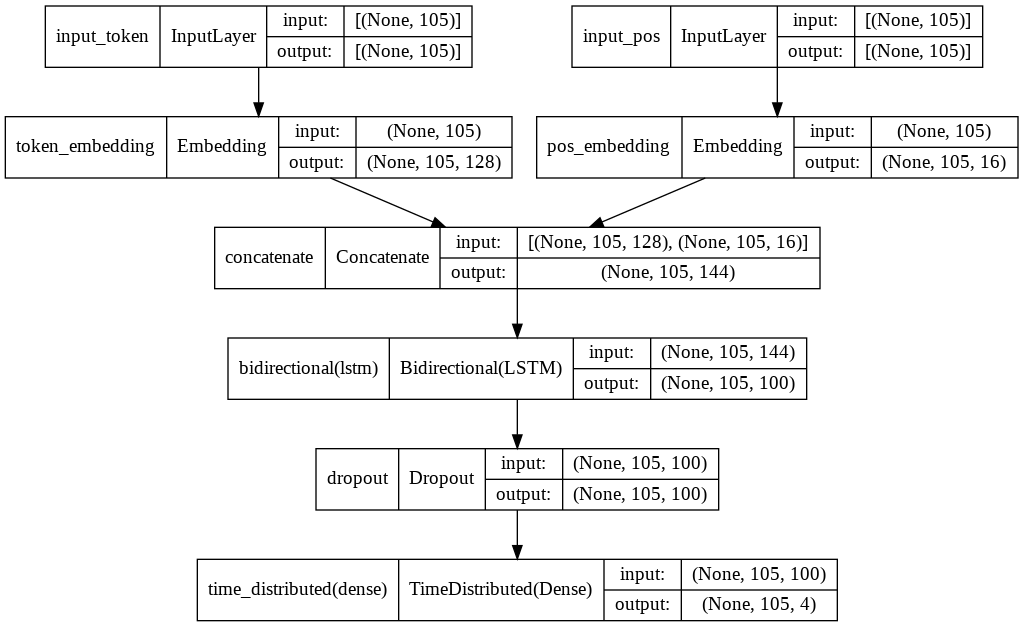 input_token InputLayer input: [(None, 105)] output: [(None, 105)]
input_pos InputLayer input: [(None, 105)] output: [(None, 105)]
token_embedding Embedding input: (None, 105) output: (None, 105, 128)
pos_embedding Embedding input: (None, 105) output: (None, 105, 16)
concatenate Concatenate input: [(None, 105, 128), (None, 105, 16)] output: (None, 105, 144)
bidirectional(lstm) Bidirectional(LSTM) input: (None, 105, 144) output: (None, 105, 100)
dropout Dropout input: (None, 105, 100) output: (None, 105, 100)
time_distributed(dense) TimeDistributed(Dense) input: (None, 105, 100) output: (None, 105, 4)